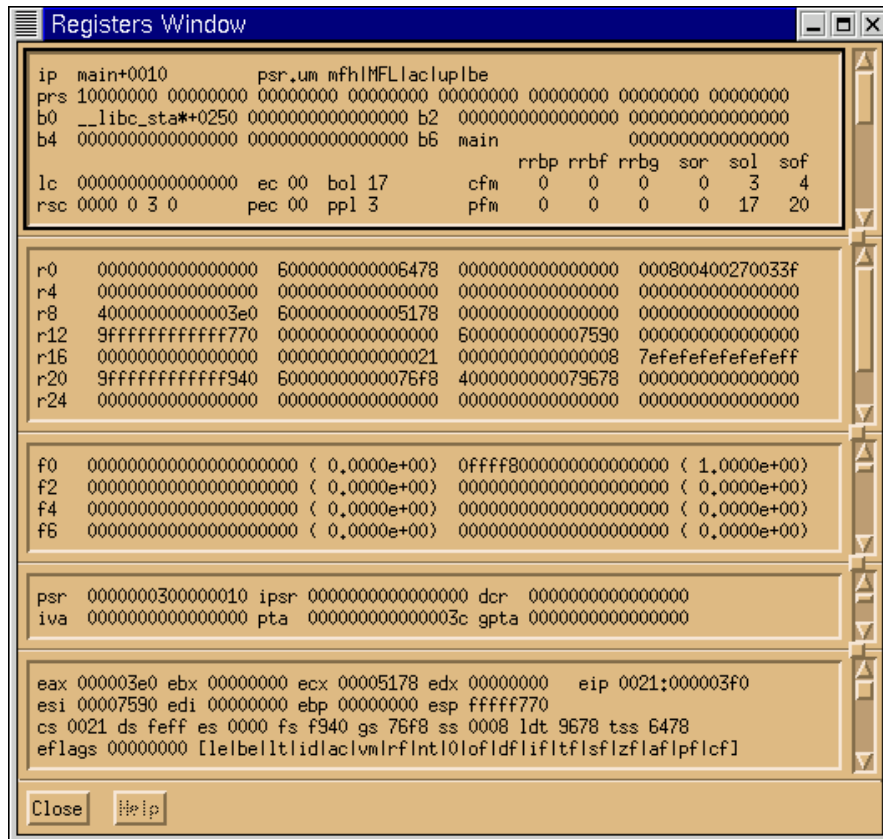 Registers Window
ip main+0010 psr.um mfh|MFL|ac|up|be
prs 10000000 00000000 00000000 00000000 00000000 00000000 00000000 00000000
b0 __libc_sta*+0250 0000000000000000 b2 0000000000000000 0000000000000000
b4 0000000000000000 0000000000000000 b6 main 0000000000000000
rrbp rrbf rrbg sor sol sof
lc 0000000000000000 ec 00 bol 17 cfm 0 0 0 0 3 4
rsc 0000 0 3 0 pec 00 ppl 3 pfm 0 0 0 0 17 20
r0 0000000000000000 6000000000006478 0000000000000000 000800400270033f
r4 0000000000000000 0000000000000000 0000000000000000 0000000000000000
r8 40000000000003e0 6000000000005178 0000000000000000 0000000000000000
r12 9ffffffffffff770 0000000000000000 6000000000007590 0000000000000000
r16 0000000000000000 0000000000000021 0000000000000008 7efefefefefefeff
r20 9ffffffffffff940 60000000000076f8 4000000000079678 0000000000000000
r24 0000000000000000 0000000000000000 0000000000000000 0000000000000000
f0 000000000000000000000 ( 0.0000e+00) 0ffff8000000000000000 ( 1.0000e+00)
f2 000000000000000000000 ( 0.0000e+00) 000000000000000000000 ( 0.0000e+00)
f4 000000000000000000000 ( 0.0000e+00) 000000000000000000000 ( 0.0000e+00)
f6 000000000000000000000 ( 0.0000e+00) 000000000000000000000 ( 0.0000e+00)
psr 0000000300000010 ipsr 0000000000000000 dcr 0000000000000000
iva 0000000000000000 pta 000000000000003c gpta 0000000000000000
eax 000003e0 ebx 00000000 ecx 00005178 edx 00000000 eip 0021:000003f0
esi 00007590 edi 00000000 ebp 00000000 esp fffff770
cs 0021 ds feff es 0000 fs f940 gs 76f8 ss 0008 ldt 9678 tss 6478
eflags 00000000 [le|be|lt|id|ac|vm|rf|nt|0|of|df|if|tf|sf|zf|af|pf|cf]
Close Help